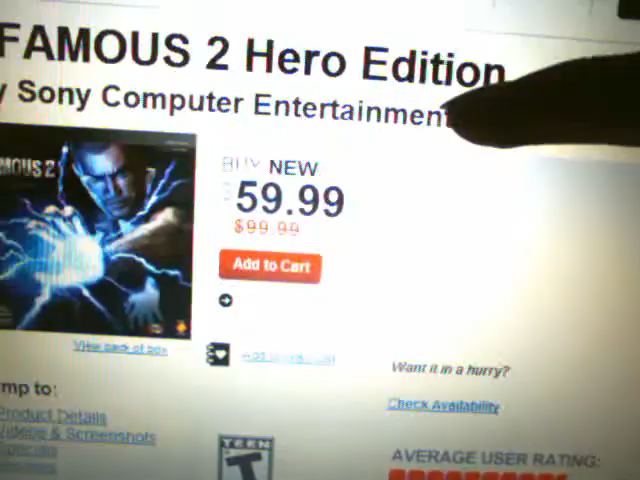 FAMOUS 2 Hero Edition
y Sony Computer Entertainment
MOUS 2
BUY NEW
59.99
$99.99
Add to Cart
View back of box
Want it in a hurry?
Check Availability
mp to:
Product Details
Videos & Screenshots
TEEN
T
AVERAGE USER RATING: